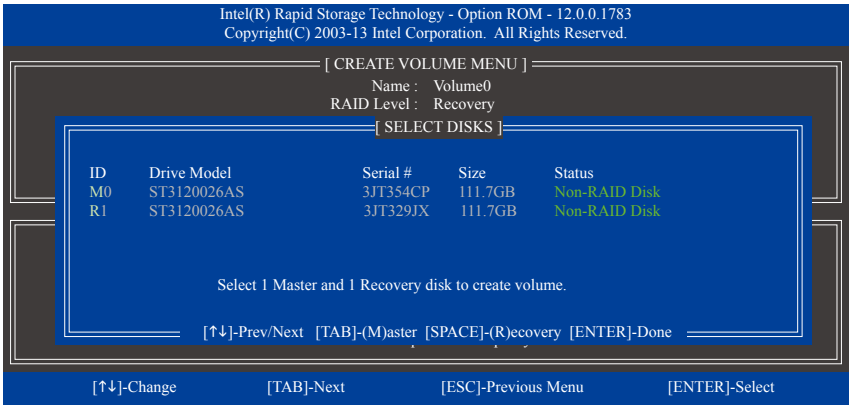 Intel(R) Rapid Storage Technology - Option ROM - 12.0.0.1783
Copyright(C) 2003-13 Intel Corporation. All Rights Reserved.
[ CREATE VOLUME MENU ]
Name : Volume0
RAID Level : Recovery
[ SELECT DISKS ]
ID Drive Model Serial # Size Status
M0 ST3120026AS 3JT354CP 111.7GB Non-RAID Disk
R1 ST3120026AS 3JT329JX 111.7GB Non-RAID Disk
Select 1 Master and 1 Recovery disk to create volume.
[↑↓]-Prev/Next [TAB]-(M)aster [SPACE]-(R)ecovery [ENTER]-Done
[↑↓]-Change [TAB]-Next [ESC]-Previous Menu [ENTER]-Select